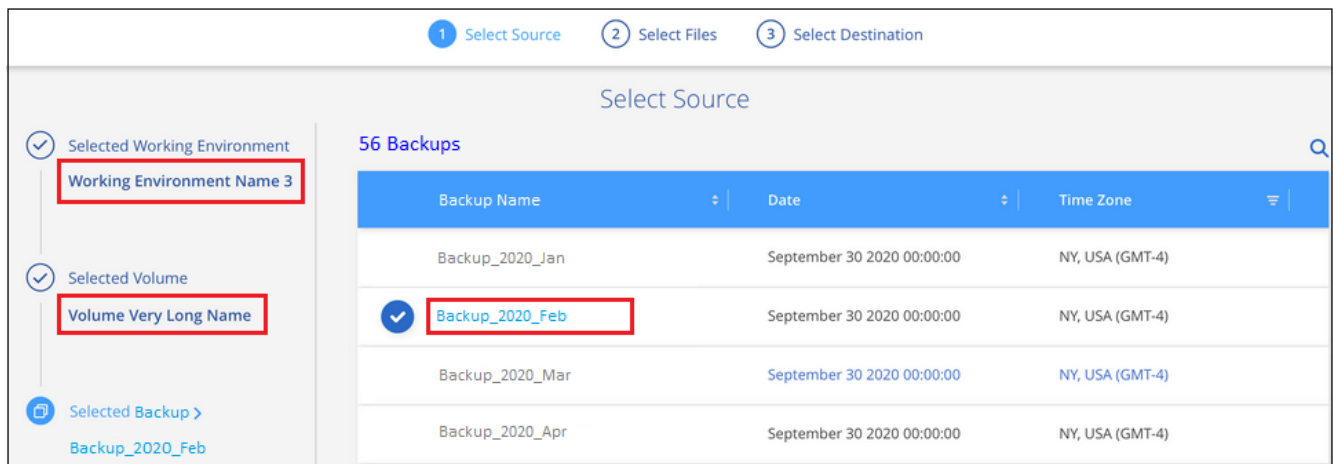 1 Select Source 2 Select Files 3 Select Destination
Select Source
Selected Working Environment
Working Environment Name 3
Selected Volume
Volume Very Long Name
Selected Backup >
Backup_2020_Feb
56 Backups
Backup Name Date Time Zone
Backup_2020_Jan September 30 2020 00:00:00 NY, USA (GMT-4)
Backup_2020_Feb September 30 2020 00:00:00 NY, USA (GMT-4)
Backup_2020_Mar September 30 2020 00:00:00 NY, USA (GMT-4)
Backup_2020_Apr September 30 2020 00:00:00 NY, USA (GMT-4)